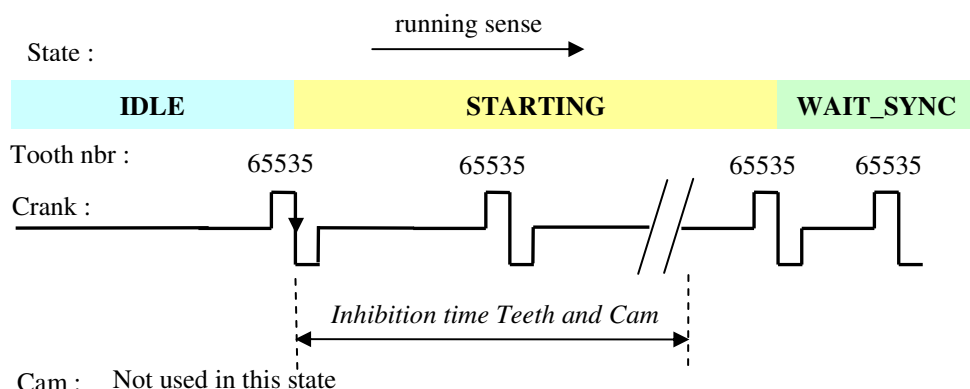 running sense
State :
IDLE STARTING WAIT_SYNC
Tooth nbr :
65535 65535 65535 65535
Crank :
Inhibition time Teeth and Cam
Cam : Not used in this state